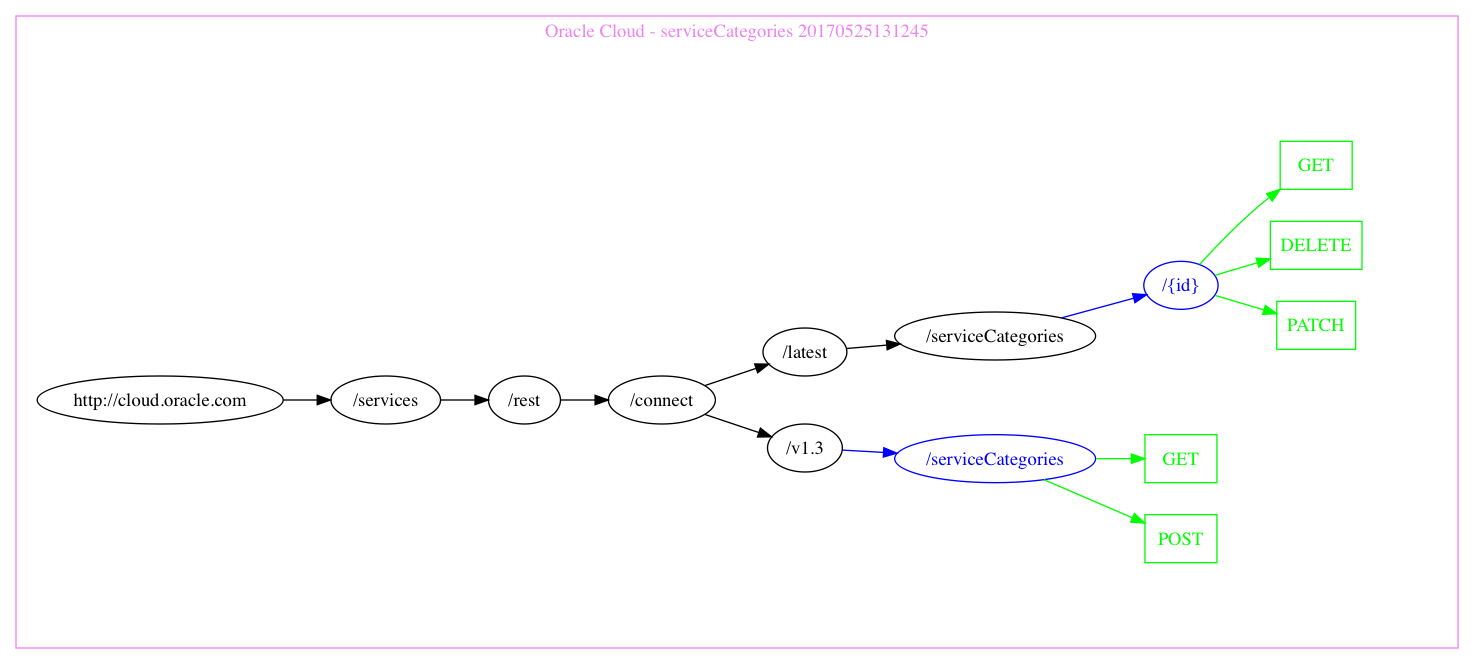 Oracle Cloud - serviceCategories 20170525131245
http://cloud.oracle.com
/services
/rest
/connect
/latest
/serviceCategories
/{id}
GET
DELETE
PATCH
/v1.3
/serviceCategories
GET
POST